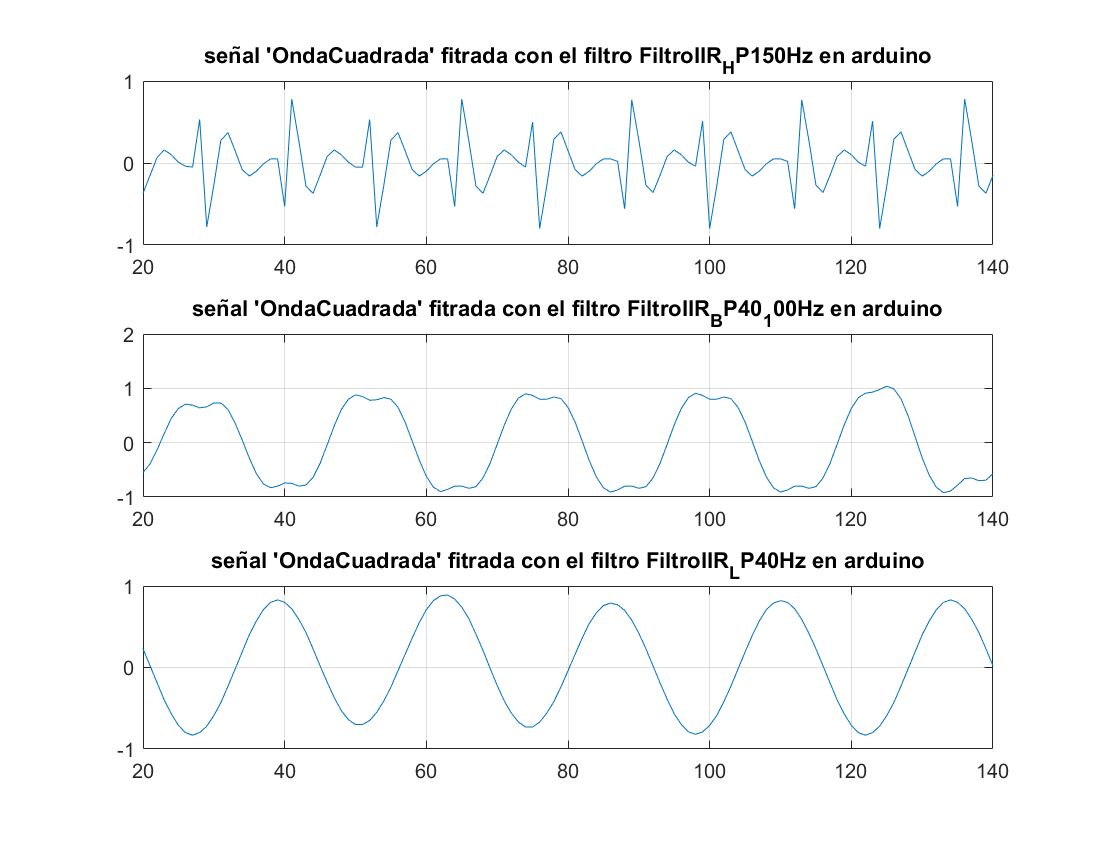 señal 'OndaCuadrada' fitrada con el filtro FiltroIIR_HP150Hz en arduino
1
0
-1
20 40 60 80 100 120 140
señal 'OndaCuadrada' fitrada con el filtro FiltroIIR_BP40_100Hz en arduino
2
1
0
-1
20 40 60 80 100 120 140
señal 'OndaCuadrada' fitrada con el filtro FiltroIIR_LP40Hz en arduino
1
0
-1
20 40 60 80 100 120 140